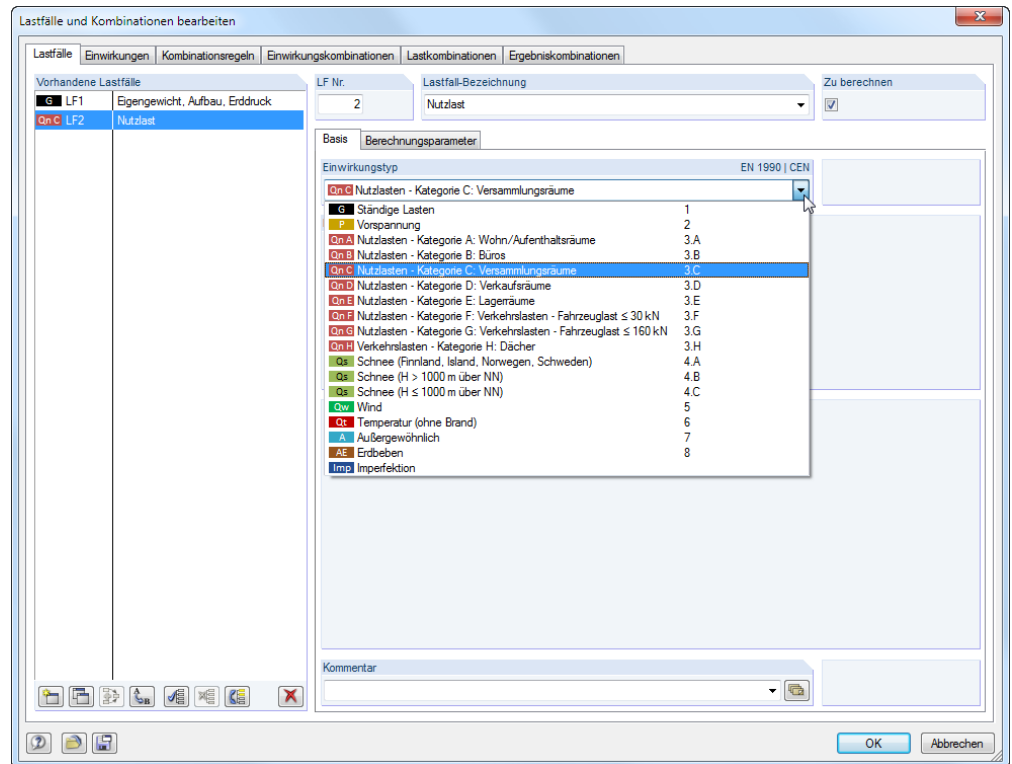 Lastfälle und Kombinationen bearbeiten
Lastfälle Einwirkungen Kombinationsregeln Einwirkungskombinationen Lastkombinationen Ergebniskombinationen
Vorhandene Lastfälle
G LF1 Eigengewicht, Aufbau, Erddruck
Qn C LF2 Nutzlast
LF Nr. Lastfall-Bezeichnung Zu berechnen
2 Nutzlast
Basis Berechnungsparameter
Einwirkungstyp EN 1990 | CEN
Qn C Nutzlasten - Kategorie C: Versammlungsräume
G Ständige Lasten 1
P Vorspannung 2
Qn A Nutzlasten - Kategorie A: Wohn-/Aufenthaltsräume 3.A
Qn B Nutzlasten - Kategorie B: Büros 3.B
Qn C Nutzlasten - Kategorie C: Versammlungsräume 3.C
Qn D Nutzlasten - Kategorie D: Verkaufsräume 3.D
Qn E Nutzlasten - Kategorie E: Lagerräume 3.E
Qn F Nutzlasten - Kategorie F: Verkehrslasten - Fahrzeuglast ≤ 30 kN 3.F
Qn G Nutzlasten - Kategorie G: Verkehrslasten - Fahrzeuglast ≤ 160 kN 3.G
Qn H Verkehrslasten - Kategorie H: Dächer 3.H
Qs Schnee (Finnland, Island, Norwegen, Schweden) 4.A
Qs Schnee (H > 1000 m über NN) 4.B
Qs Schnee (H ≤ 1000 m über NN) 4.C
Qw Wind 5
Qt Temperatur (ohne Brand) 6
A Außergewöhnlich 7
AE Erdbeben 8
Imp Imperfektion
Kommentar
OK Abbrechen